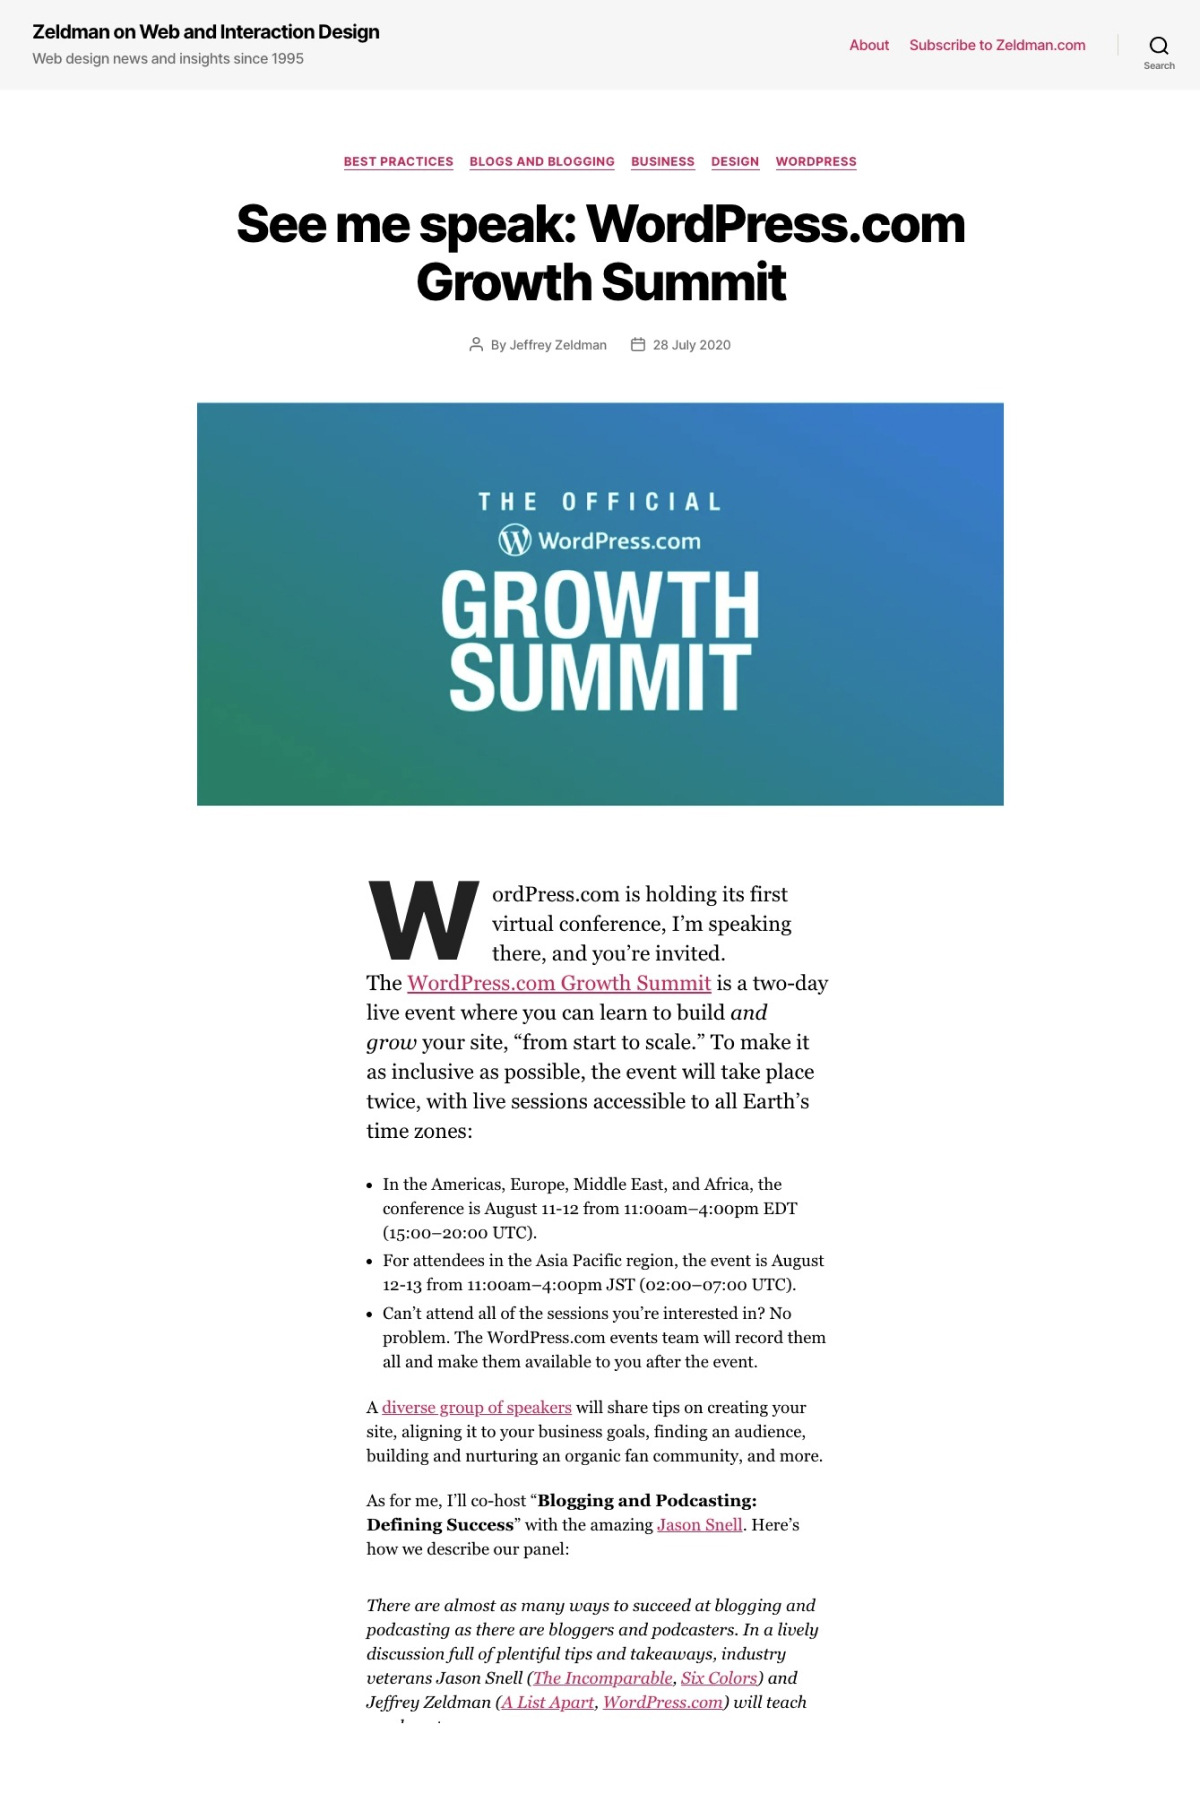 Zeldman on Web and Interaction Design
Web design news and insights since 1995
About
Subscribe to Zeldman.com
Search
BEST PRACTICES BLOGS AND BLOGGING BUSINESS DESIGN WORDPRESS
See me speak: WordPress.com
Growth Summit
By Jeffrey Zeldman 28 July 2020
THE OFFICIAL
WordPress.com
GROWTH
SUMMIT
WordPress.com is holding its first
virtual conference, I’m speaking
there, and you’re invited.
The WordPress.com Growth Summit is a two-day
live event where you can learn to build and
grow your site, “from start to scale.” To make it
as inclusive as possible, the event will take place
twice, with live sessions accessible to all Earth’s
time zones:
• In the Americas, Europe, Middle East, and Africa, the
conference is August 11-12 from 11:00am–4:00pm EDT
(15:00–20:00 UTC).
• For attendees in the Asia Pacific region, the event is August
12-13 from 11:00am–4:00pm JST (02:00–07:00 UTC).
• Can’t attend all of the sessions you’re interested in? No
problem. The WordPress.com events team will record them
all and make them available to you after the event.
A diverse group of speakers will share tips on creating your
site, aligning it to your business goals, finding an audience,
building and nurturing an organic fan community, and more.
As for me, I’ll co-host “Blogging and Podcasting:
Defining Success” with the amazing Jason Snell. Here’s
how we describe our panel:
There are almost as many ways to succeed at blogging and
podcasting as there are bloggers and podcasters. In a lively
discussion full of plentiful tips and takeaways, industry
veterans Jason Snell (The Incomparable, Six Colors) and
Jeffrey Zeldman (A List Apart, WordPress.com) will teach